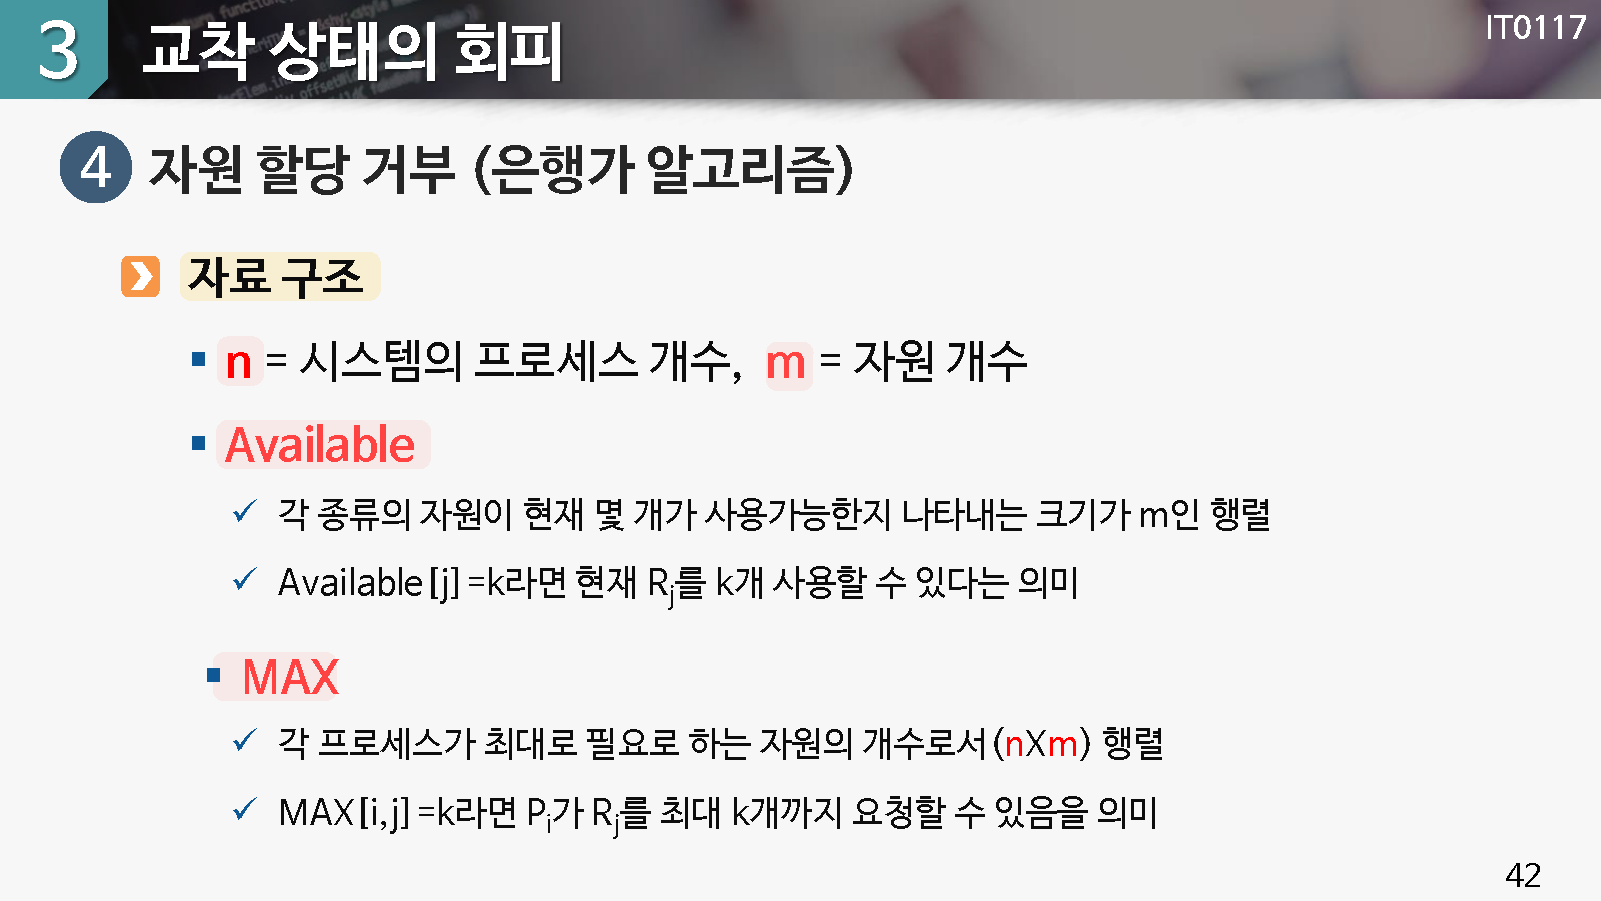 3 교착 상태의 회피
IT0117
4 자원 할당 거부 (은행가 알고리즘)
자료 구조
▪ n = 시스템의 프로세스 개수, m = 자원 개수
▪ Available
✓ 각 종류의 자원이 현재 몇 개가 사용가능한지 나타내는 크기가 m인 행렬
✓ Available[j]=k라면 현재 Rj를 k개 사용할 수 있다는 의미
▪ MAX
✓ 각 프로세스가 최대로 필요로 하는 자원의 개수로서(nXm) 행렬
✓ MAX[i,j]=k라면 Pi가 Rj를 최대 k개까지 요청할 수 있음을 의미
42